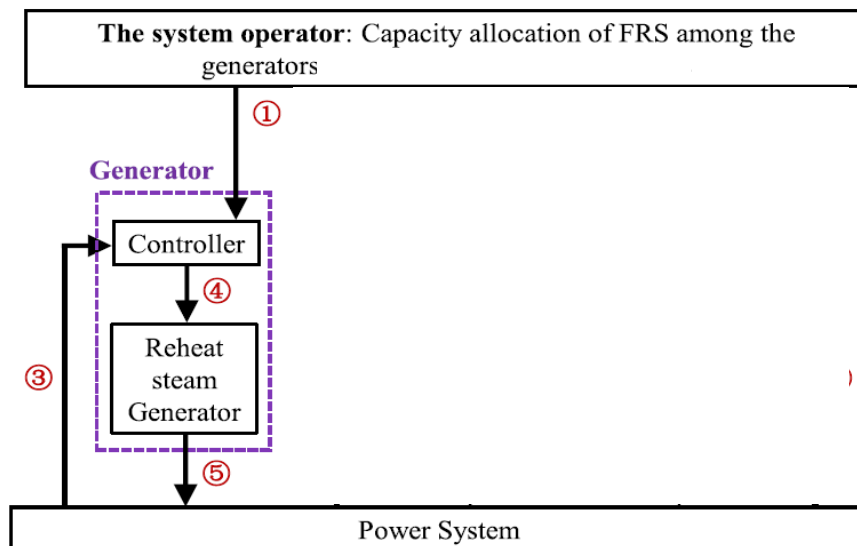 The system operator: Capacity allocation of FRS among the
generators
①
Generator
Controller
④
Reheat
③
steam
Generator
⑤
Power System